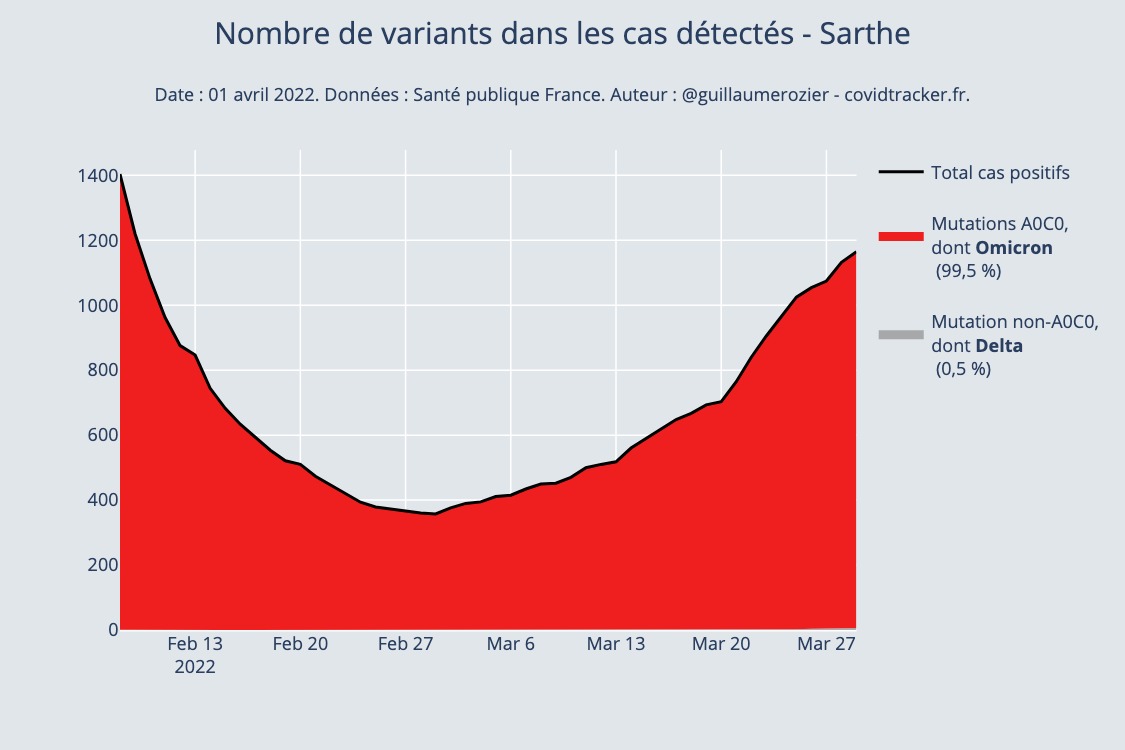 Nombre de variants dans les cas détectés - Sarthe
Date : 01 avril 2022. Données : Santé publique France. Auteur : @guillaumerozier - covidtracker.fr.
1400
1200
1000
800
600
400
200
0
Feb 13
2022
Feb 20
Feb 27
Mar 6
Mar 13
Mar 20
Mar 27
Total cas positifs
Mutations A0C0,
dont Omicron
(99,5 %)
Mutation non-A0C0,
dont Delta
(0,5 %)